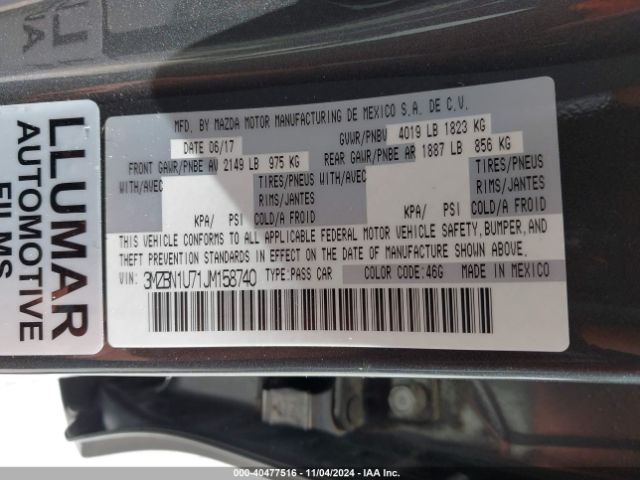 LLUMAR
AUTOMOTIVE
FILMS
MFD. BY MAZDA MOTOR MANUFACTURING DE MEXICO S.A. DE C.V.
DATE 06/17 GVWR/PNBV 4019 LB 1823 KG
FRONT GAWR/PNBE AV 2149 LB 975 KG REAR GAWR/PNBE AR 1887 LB 856 KG
WITH/AVEC TIRES/PNEUS WITH/AVEC TIRES/PNEUS
RIMS/JANTES RIMS/JANTES
KPA/ PSI COLD/A FROID KPA/ PSI COLD/A FROID
THIS VEHICLE CONFORMS TO ALL APPLICABLE FEDERAL MOTOR VEHICLE SAFETY, BUMPER, AND
THEFT PREVENTION STANDARDS IN EFFECT ON THE DATE OF MANUFACTURE SHOWN ABOVE.
VIN: 3MZBN1U71JM158740 TYPE:PASS CAR COLOR CODE:46G MADE IN MEXICO
000-40477516 - 11/04/2024 - IAA Inc.